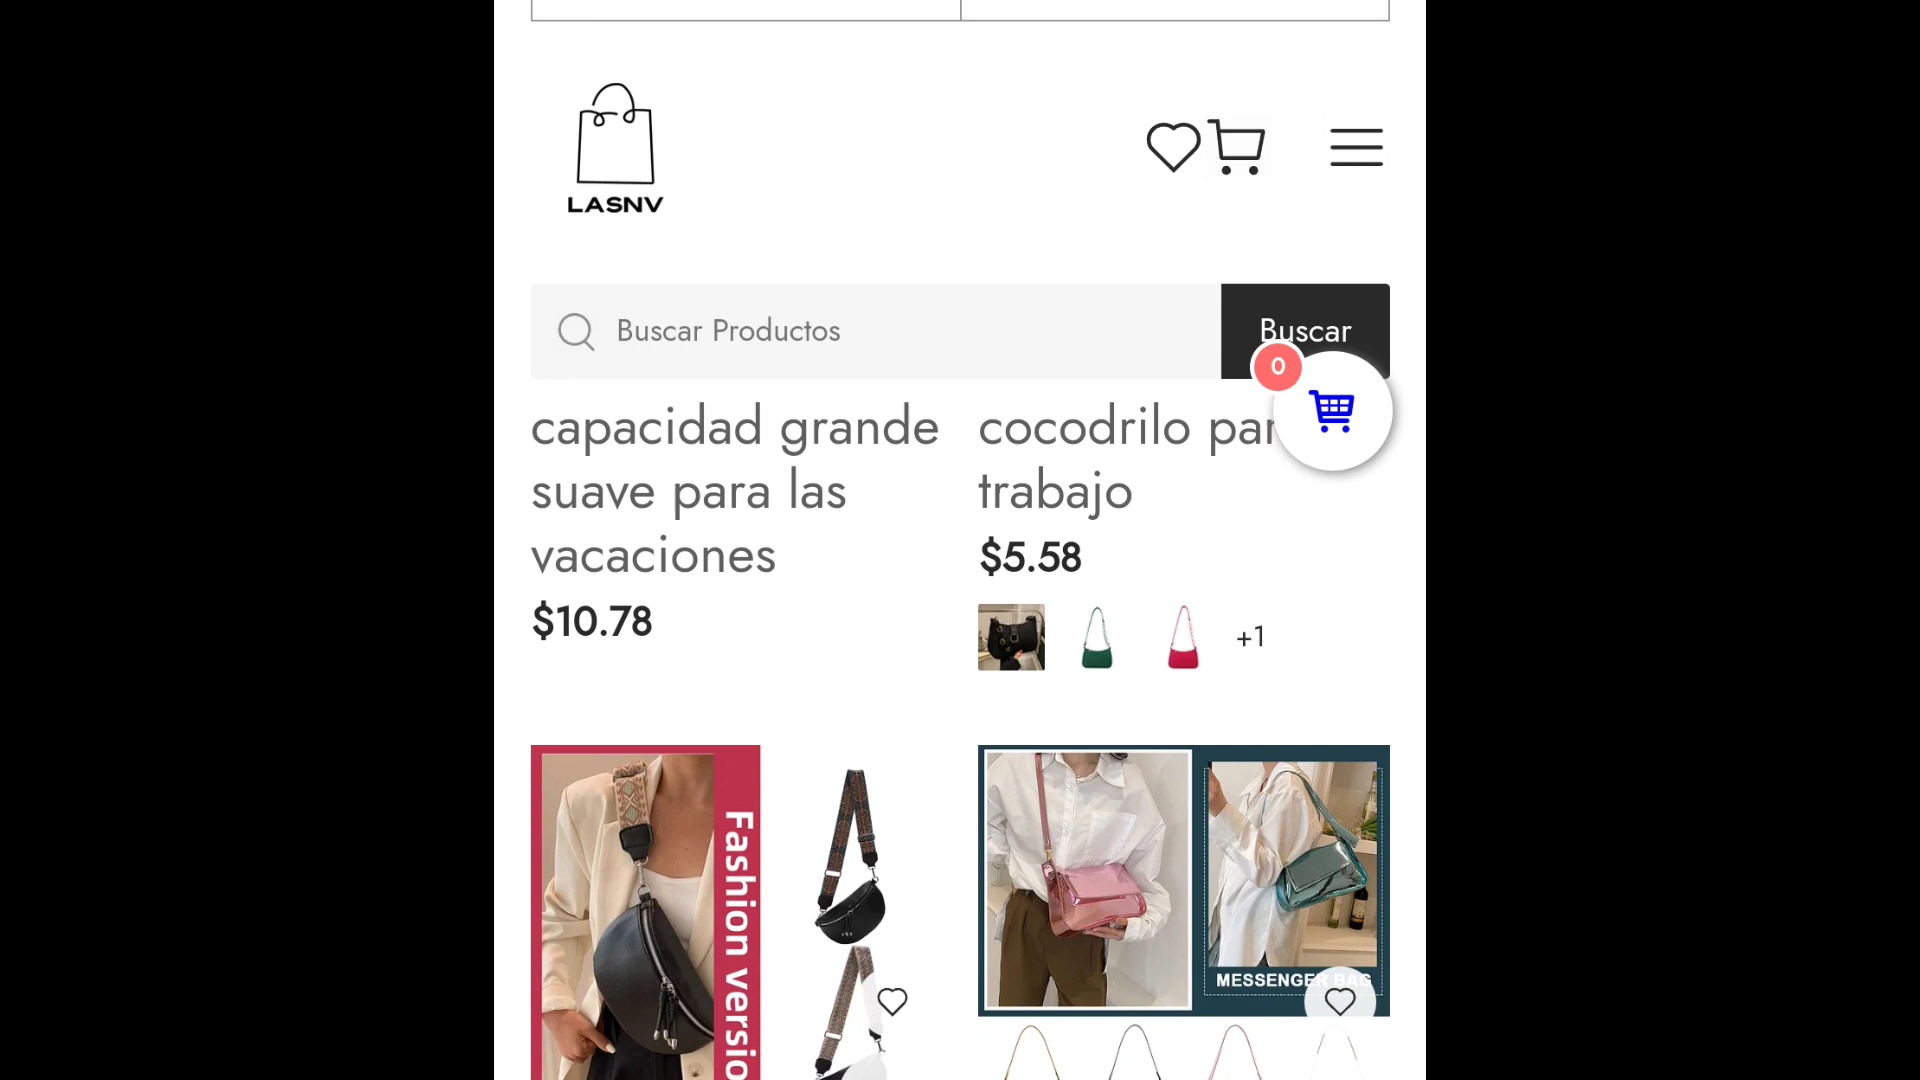 LASNV
Buscar Productos
Buscar
0
capacidad grande
suave para las
vacaciones
$10.78
cocodrilo par
trabajo
$5.58
+1
Fashion versio
MESSENGER BAG